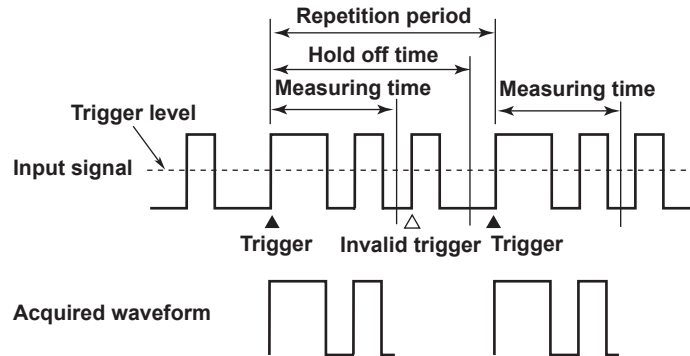 Repetition period
Hold off time
Measuring time
Measuring time
Trigger level
Input signal
Trigger
Invalid trigger
Trigger
Acquired waveform